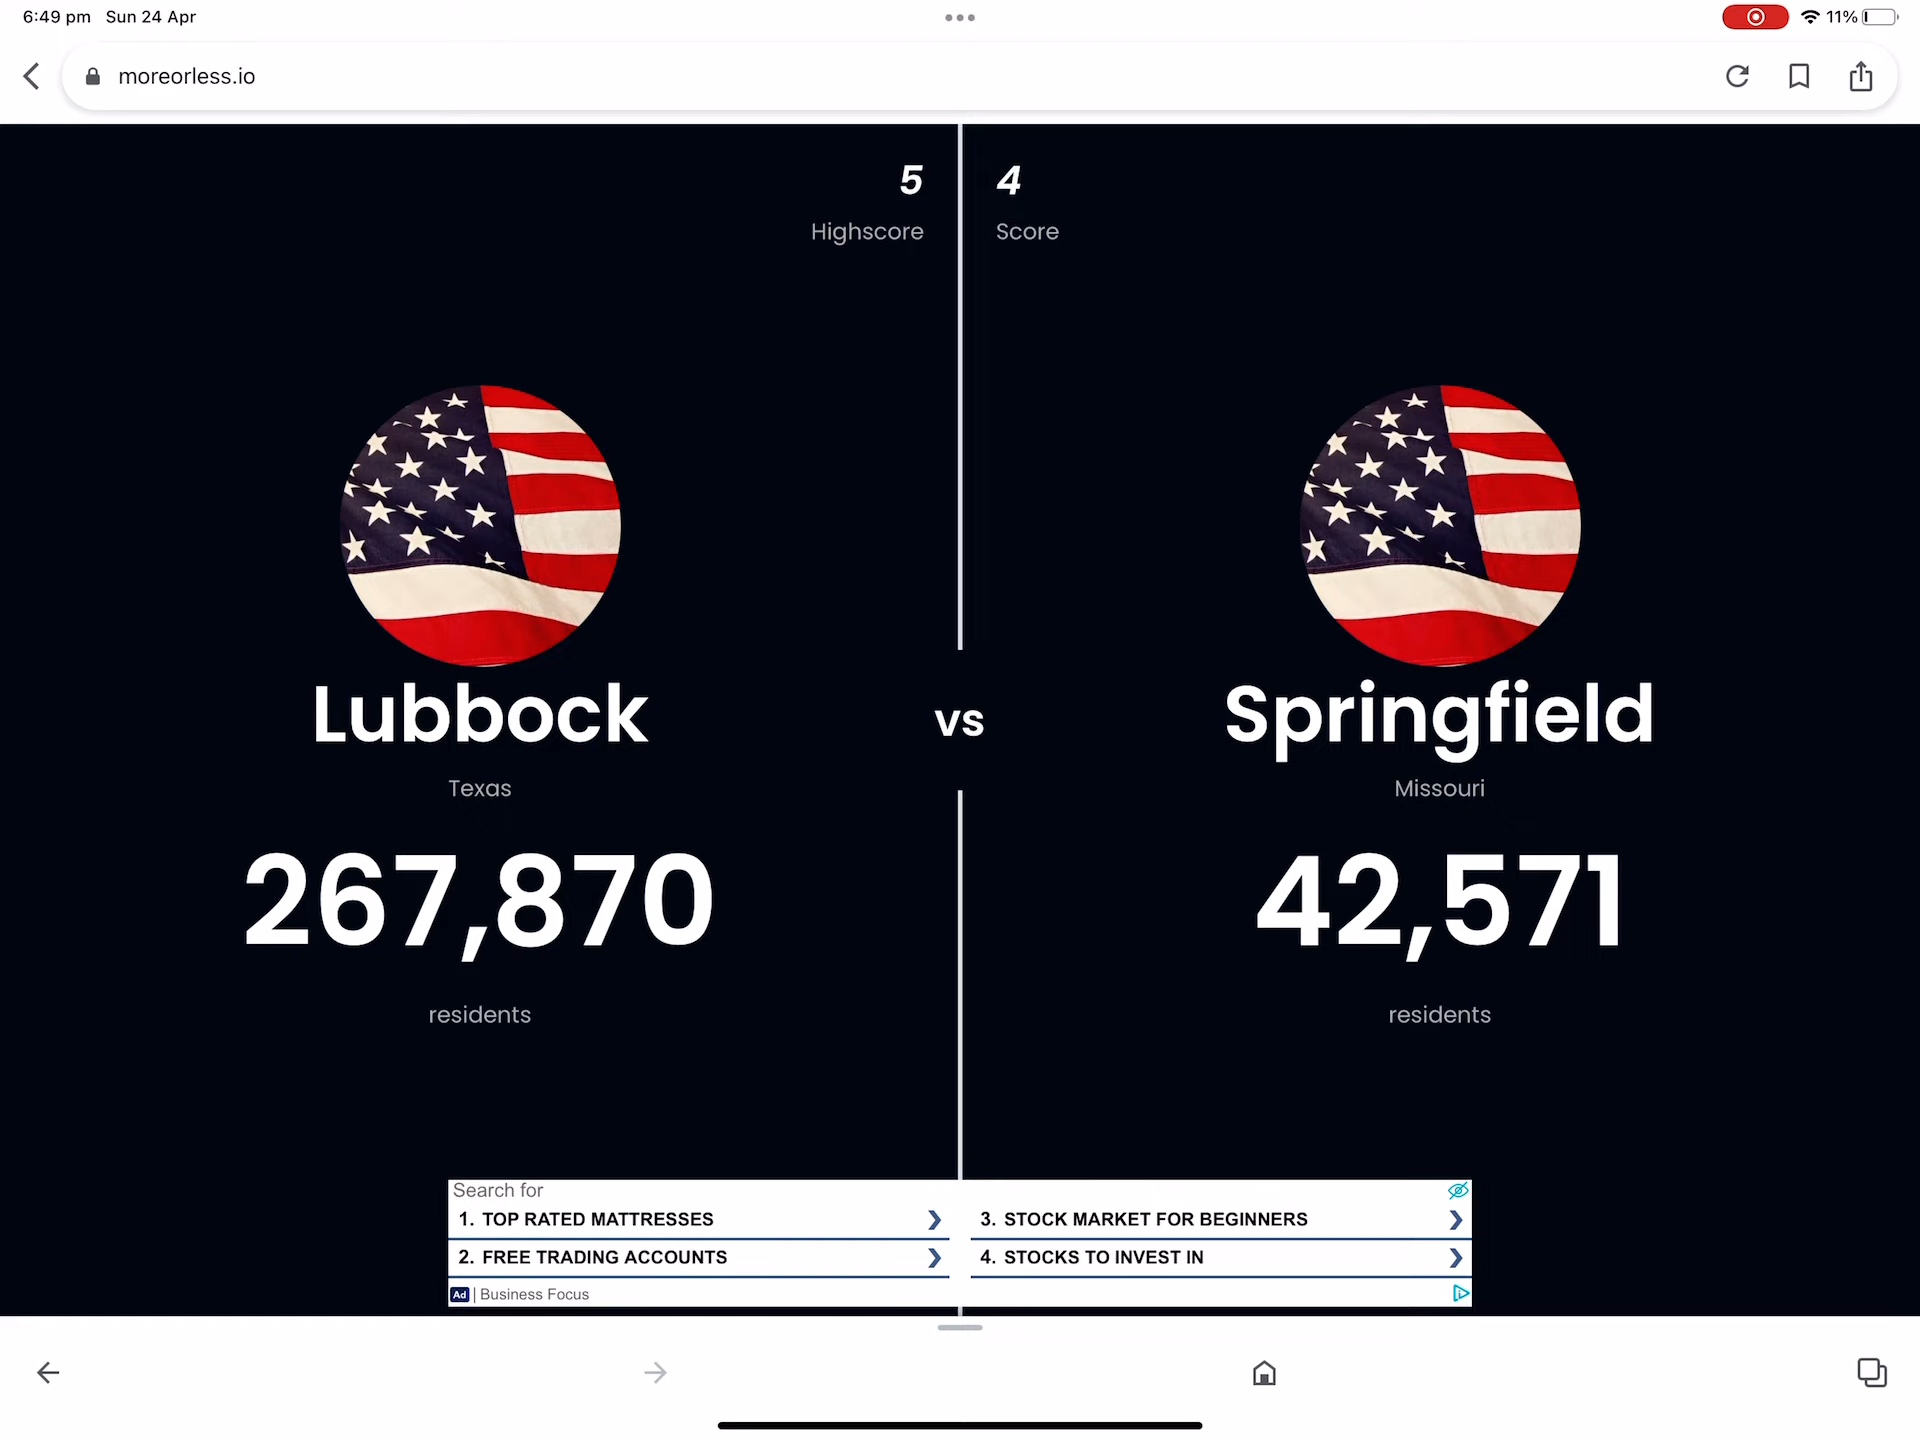 6:49 pm Sun 24 Apr
11%
moreorless.io
5
Highscore
4
Score
Lubbock
Texas
267,870
residents
vs
Springfield
Missouri
42,571
residents
Search for
1. TOP RATED MATTRESSES
2. FREE TRADING ACCOUNTS
3. STOCK MARKET FOR BEGINNERS
4. STOCKS TO INVEST IN
Ad | Business Focus